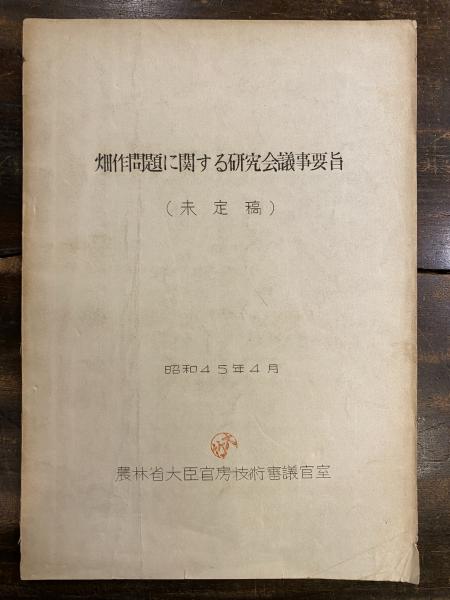 畑作問題に関する研究会議事要旨
(未定稿)
昭和45年4月
農林省大臣官房技術審議官室